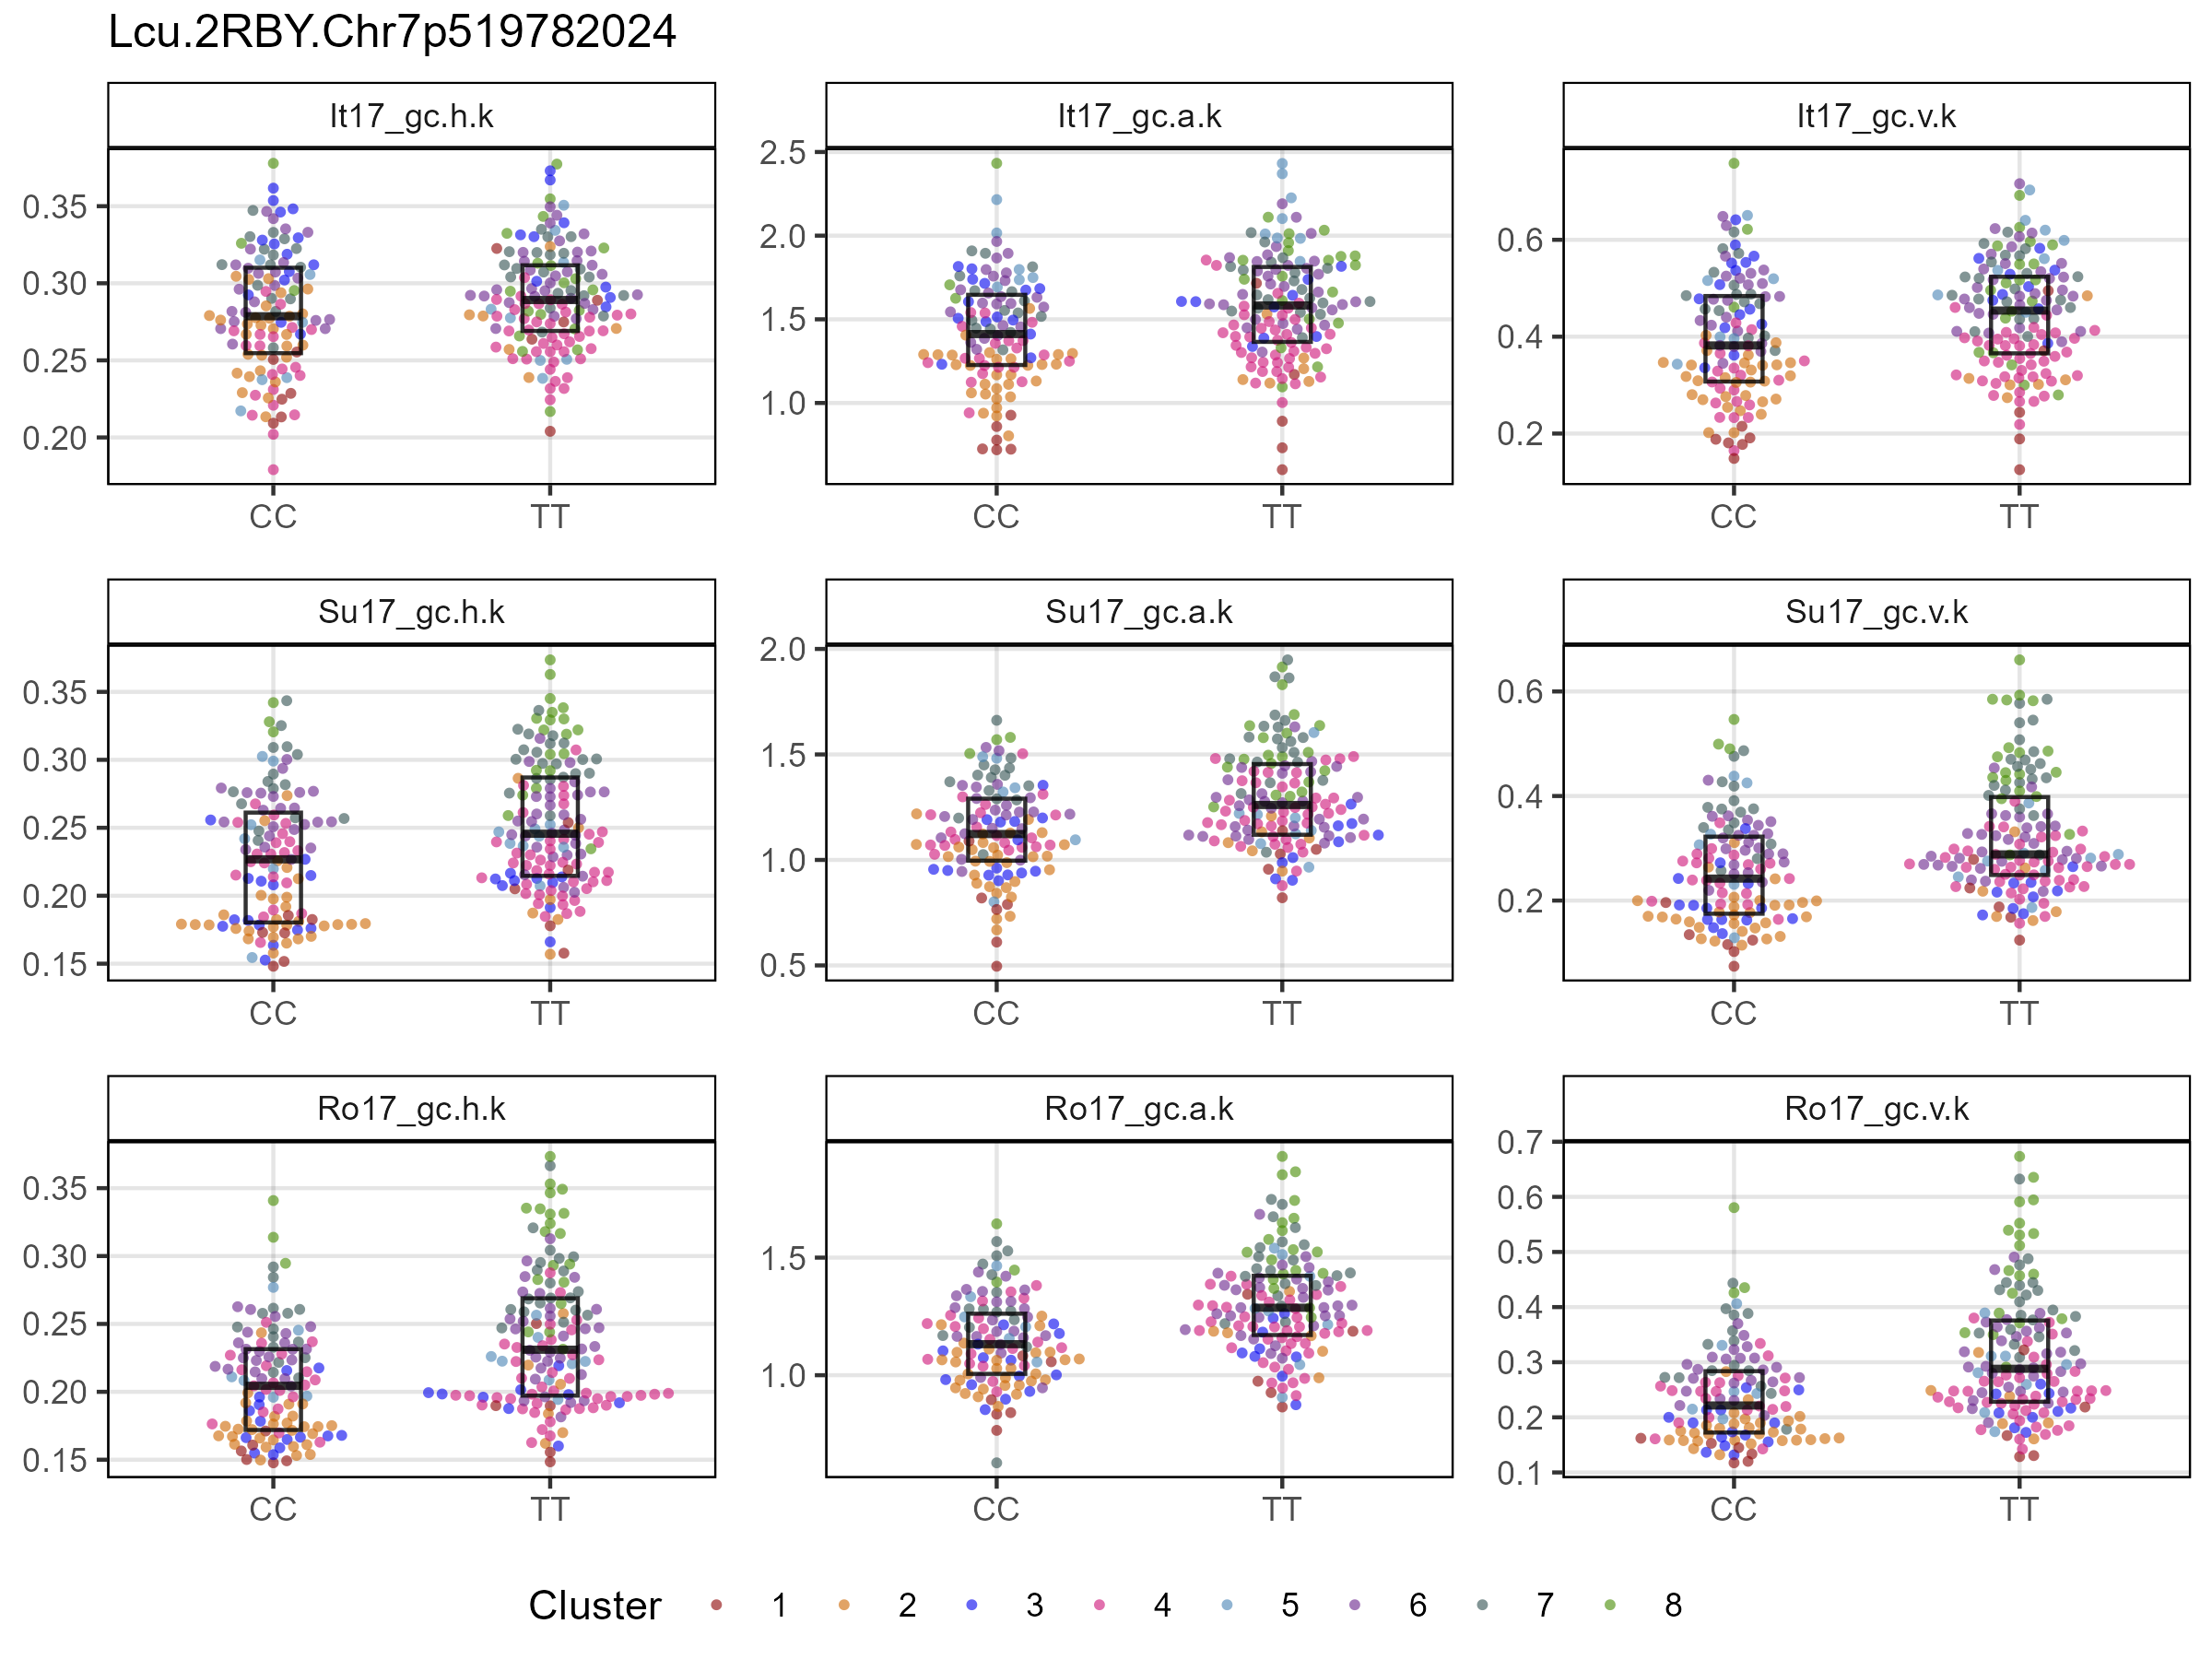 Lcu.2RBY.Chr7p519782024
It17_gc.h.k
It17_gc.a.k
It17_gc.v.k
0.35
0.30
0.25
0.20
2.5
2.0
1.5
1.0
0.6
0.4
0.2
CC
TT
CC
TT
CC
TT
Su17_gc.h.k
Su17_gc.a.k
Su17_gc.v.k
0.35
0.30
0.25
0.20
0.15
2.0
1.5
1.0
0.5
0.6
0.4
0.2
CC
TT
CC
TT
CC
TT
Ro17_gc.h.k
Ro17_gc.a.k
Ro17_gc.v.k
0.35
0.30
0.25
0.20
0.15
1.5
1.0
0.7
0.6
0.5
0.4
0.3
0.2
0.1
CC
TT
CC
TT
CC
TT
Cluster 1 2 3 4 5 6 7 8